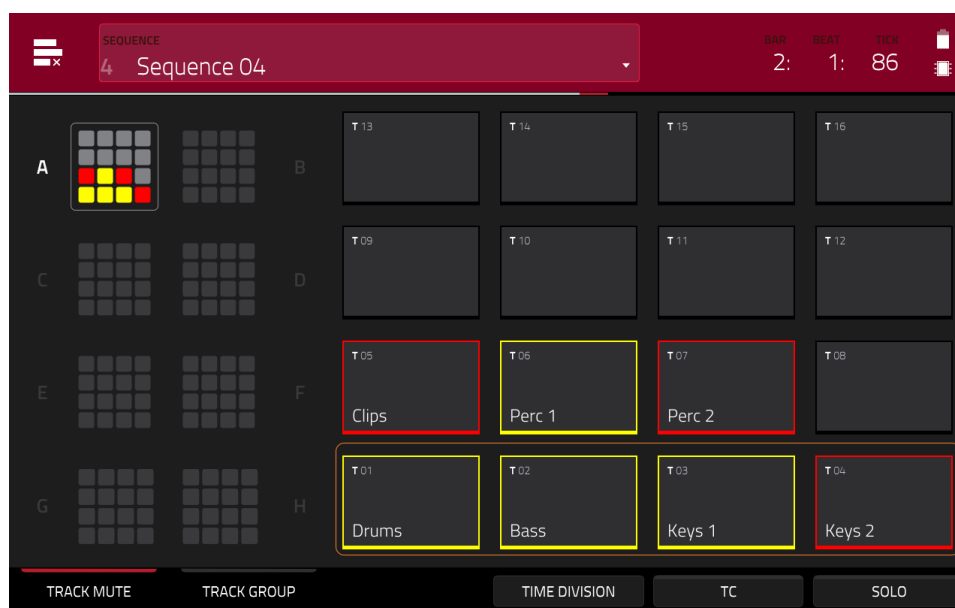 SEQUENCE
4 Sequence 04
BAR BEAT TICK
2: 1: 86
A B
T 13 T 14 T 15 T 16
C D
T 09 T 10 T 11 T 12
E F
T 05 T 06 T 07 T 08
Clips Perc 1 Perc 2
G H
T 01 T 02 T 03 T 04
Drums Bass Keys 1 Keys 2
TRACK MUTE TRACK GROUP TIME DIVISION TC SOLO